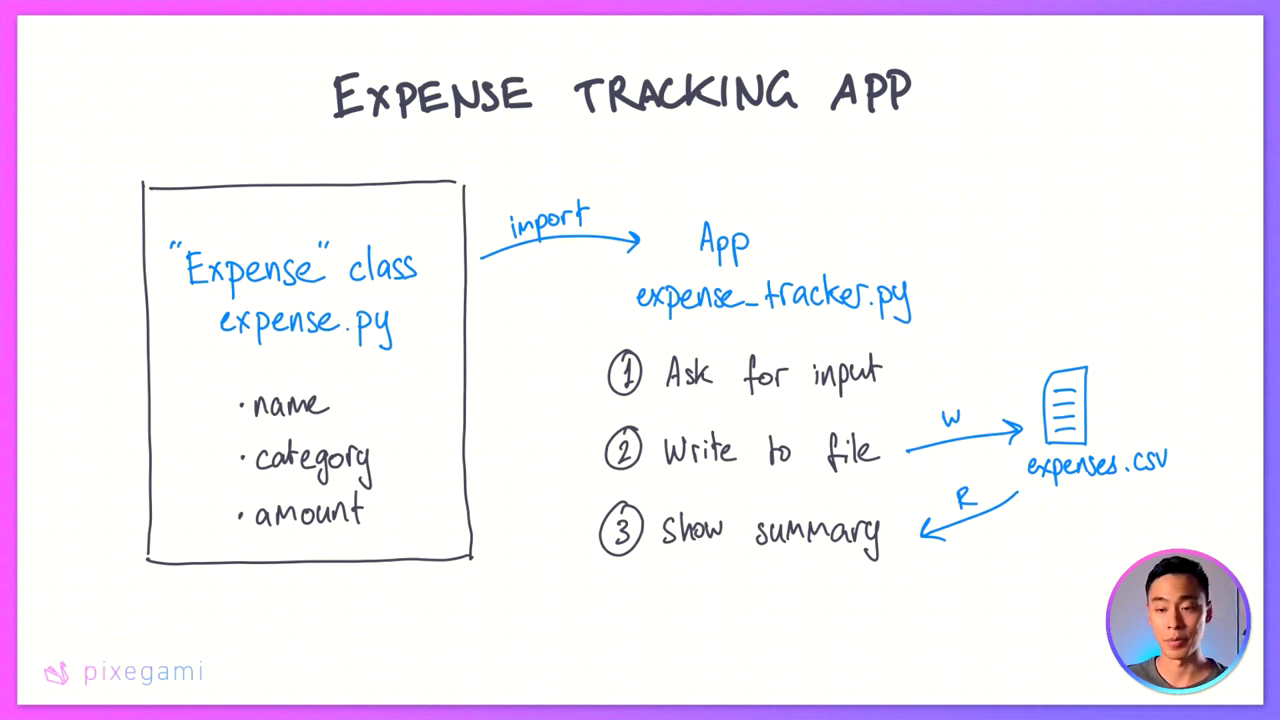 EXPENSE TRACKING APP
"Expense" class
expense.py
· name
· category
· amount
import
App
expense_tracker.py
1 Ask for input
2 Write to file
3 Show summary
W
expenses.csv
R
pixegami